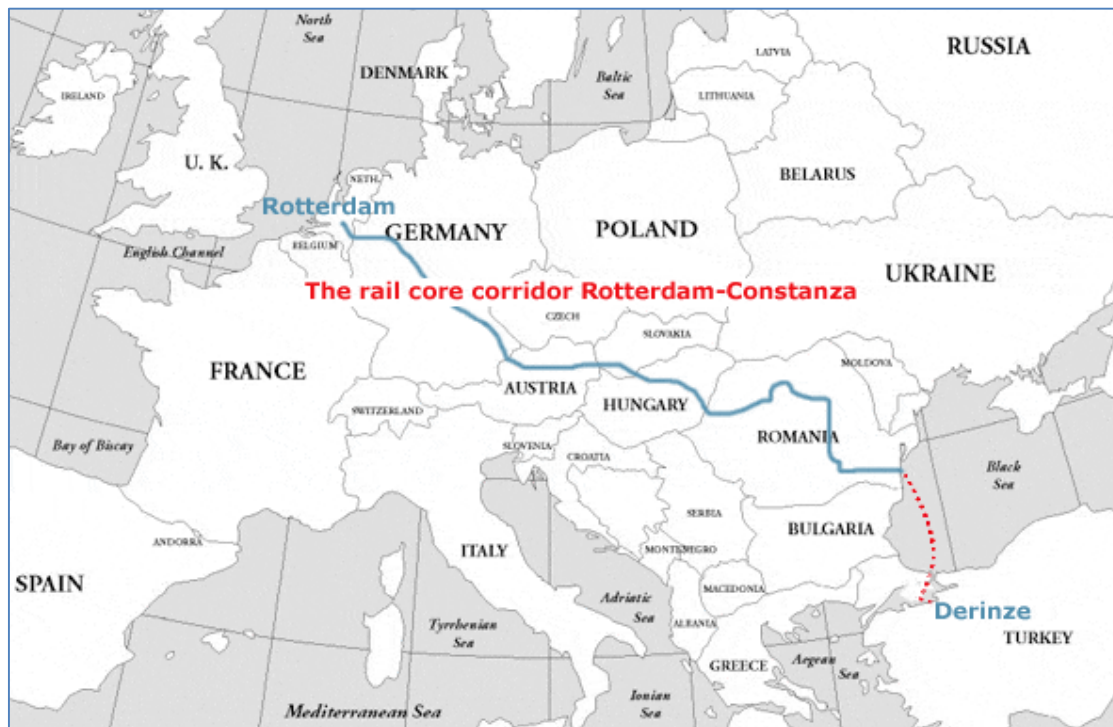 North
Sea
RUSSIA
LATVIA
DENMARK
Baltic
Sea
IRELAND
LITHUANIA
U. K.
BELARUS
NETH.
Rotterdam
GERMANY
POLAND
English Channel
BELGIUM
UKRAINE
The rail core corridor Rotterdam-Constanza
CZECH
SLOVAKIA
MOLDOVA
FRANCE
AUSTRIA
HUNGARY
SWITZERLAND
Bay of Biscay
SLOVENIA
CROATIA
ROMANIA
Black
Sea
SERBIA
BULGARIA
ANDORRA
ITALY
MONTENEGRO
SPAIN
MACEDONIA
Adriatic
Sea
Derinze
ALBANIA
Tyrrhenian
Sea
TURKEY
GREECE
Aegean
Sea
Ionian
Sea
Mediterranean Sea